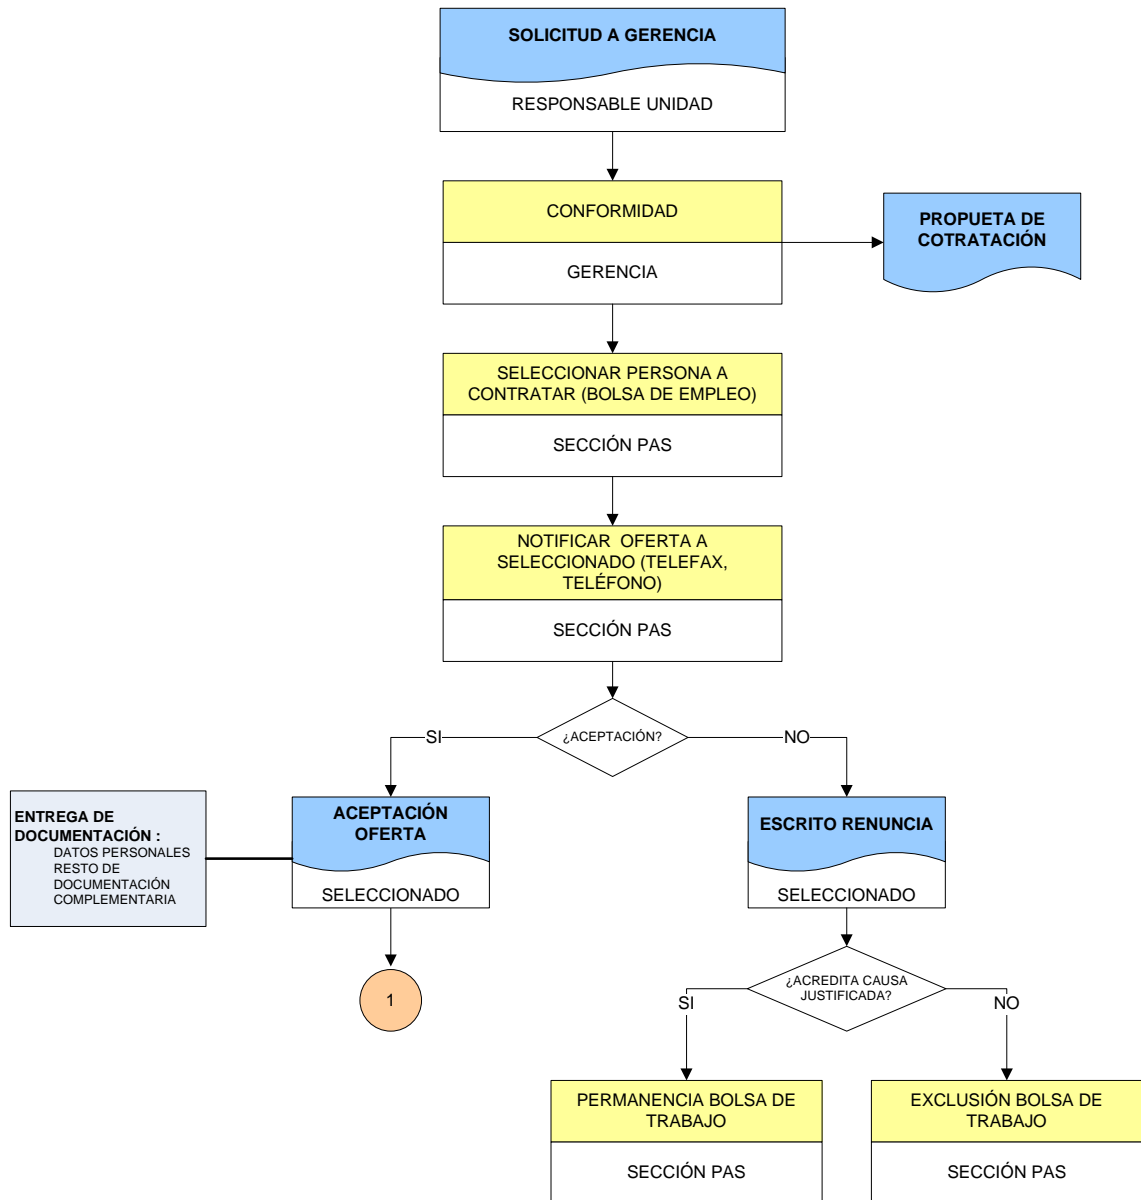 SOLICITUD A GERENCIA
RESPONSABLE UNIDAD
CONFORMIDAD
GERENCIA
PROPUETA DE
COTRATACIÓN
SELECCIONAR PERSONA A
CONTRATAR (BOLSA DE EMPLEO)
SECCIÓN PAS
NOTIFICAR OFERTA A
SELECCIONADO (TELEFAX,
TELÉFONO)
SECCIÓN PAS
¿ACEPTACIÓN?
SI
NO
ENTREGA DE
DOCUMENTACIÓN :
DATOS PERSONALES
RESTO DE
DOCUMENTACIÓN
COMPLEMENTARIA
ACEPTACIÓN
OFERTA
SELECCIONADO
1
ESCRITO RENUNCIA
SELECCIONADO
¿ACREDITA CAUSA
JUSTIFICADA?
SI
NO
PERMANENCIA BOLSA DE
TRABAJO
SECCIÓN PAS
EXCLUSIÓN BOLSA DE
TRABAJO
SECCIÓN PAS